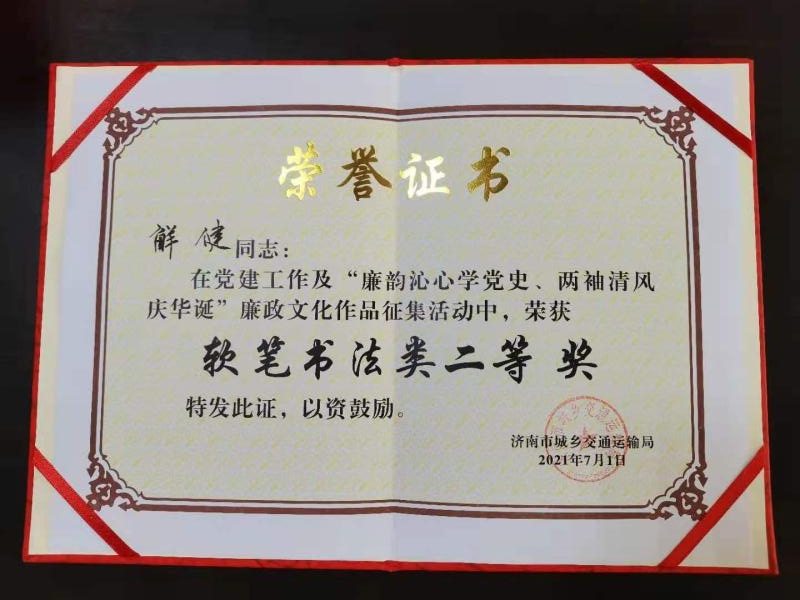 荣誉证书
解 健同志：
在党建工作及“廉韵沁心学党史、两袖清风
庆华诞”廉政文化作品征集活动中，荣获
软笔书法类二等奖
特发此证，以资鼓励。
济南市城乡交通运输局
2021年7月1日